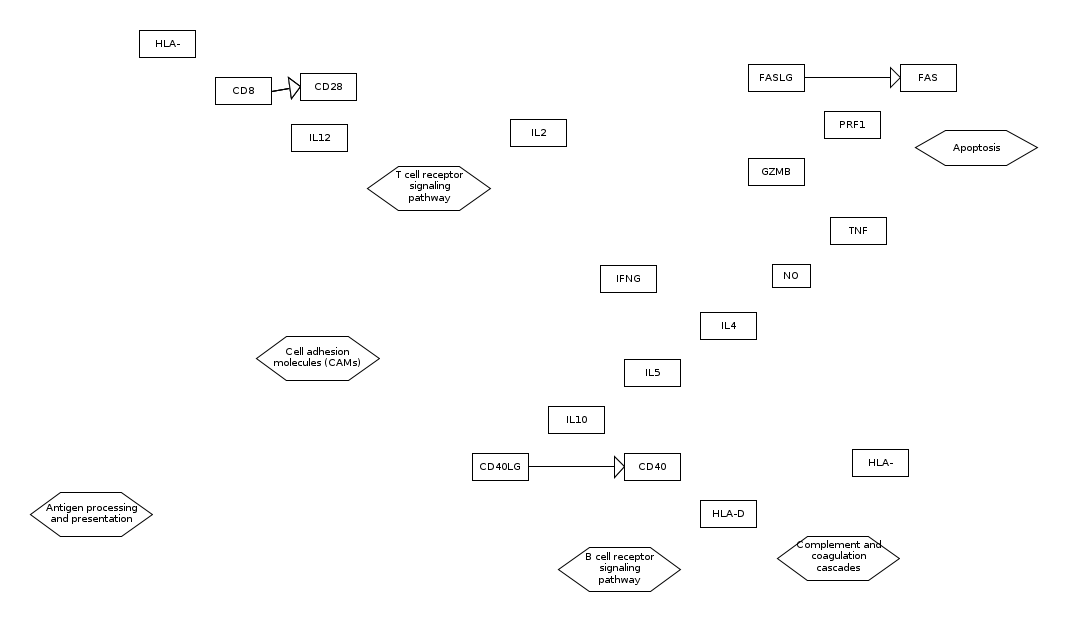 HLA-
CD8
CD28
FASLG
FAS
IL12
IL2
PRF1
Apoptosis
T cell receptor
signaling
pathway
GZMB
TNF
IFNG
NO
IL4
Cell adhesion
molecules (CAMs)
IL5
IL10
CD40LG
CD40
HLA-
Antigen processing
and presentation
HLA-D
B cell receptor
signaling
pathway
Complement and
coagulation
cascades